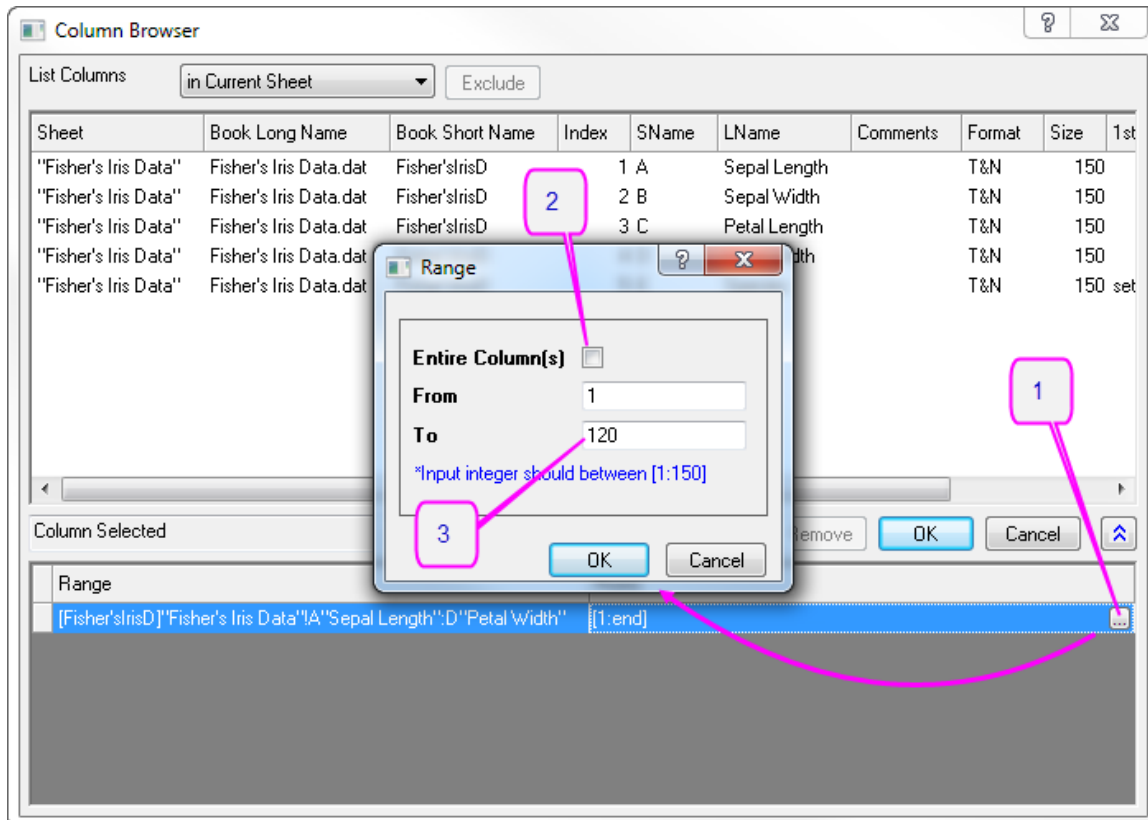 Column Browser
List Columns in Current Sheet Exclude
Sheet Book Long Name Book Short Name Index SName LName Comments Format Size 1st
"Fisher's Iris Data" Fisher's Iris Data.dat Fisher'sIrisD 1 A Sepal Length T&N 150
"Fisher's Iris Data" Fisher's Iris Data.dat Fisher'sIrisD 2 B Sepal Width T&N 150
"Fisher's Iris Data" Fisher's Iris Data.dat Fisher'sIrisD 3 C Petal Length T&N 150
"Fisher's Iris Data" Fisher's Iris Data.dat T&N 150
"Fisher's Iris Data" Fisher's Iris Data.dat T&N 150 set
2
Range
Entire Column(s)
From 1
To 120
*Input integer should between [1:150]
OK Cancel
1
3
Column Selected Remove OK Cancel
Range
[Fisher'sIrisD]"Fisher's Iris Data"!A"Sepal Length":D"Petal Width" [1:end]
...